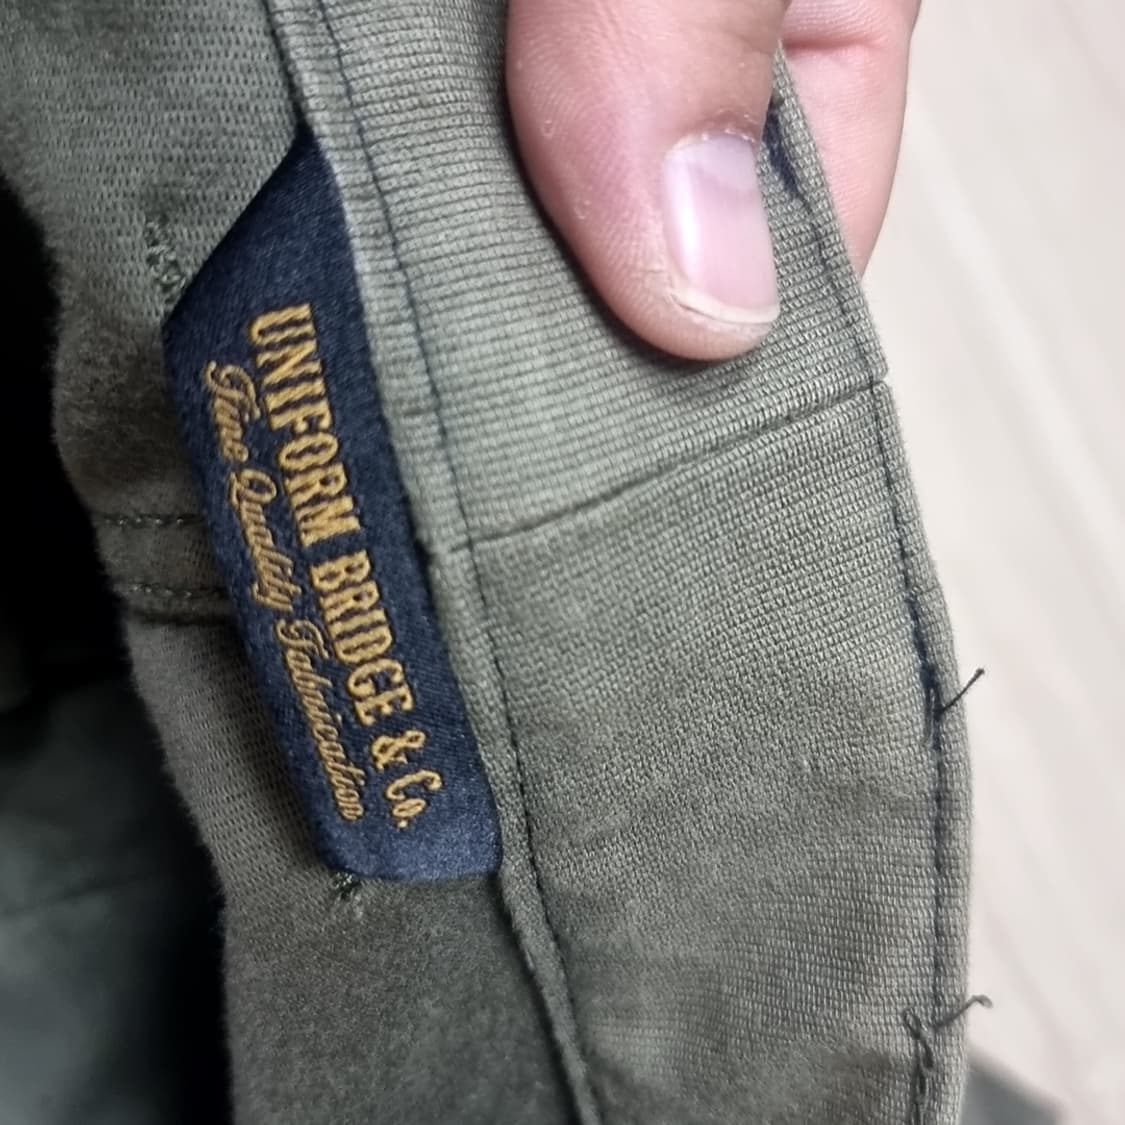 UNIFORM BRIDGE & Co.
Fine Quality Fabrication